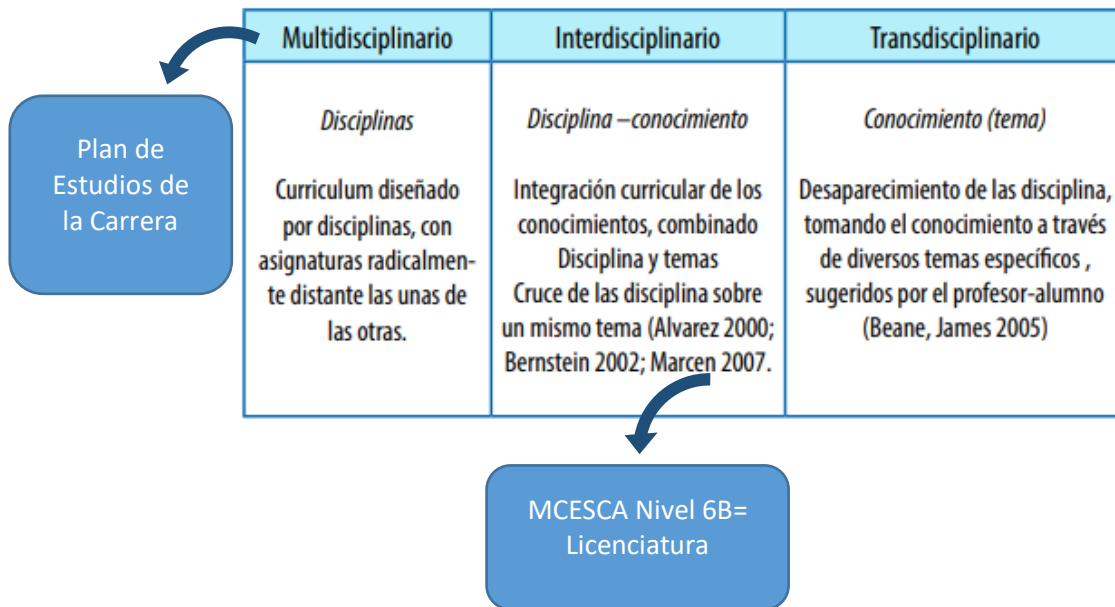 Multidisciplinario
Interdisciplinario
Transdisciplinario
Plan de
Estudios de
la Carrera
Disciplinas
Curriculum diseñado
por disciplinas, con
asignaturas radicalmen-
te distante las unas de
las otras.
Disciplina –conocimiento
Integración curricular de los
conocimientos, combinado
Disciplina y temas
Cruce de las disciplina sobre
un mismo tema (Alvarez 2000;
Bernstein 2002; Marcen 2007.
Conocimiento (tema)
Desaparecimiento de las disciplina,
tomando el conocimiento a través
de diversos temas específicos ,
sugeridos por el profesor-alumno
(Beane, James 2005)
MCESCA Nivel 6B=
Licenciatura